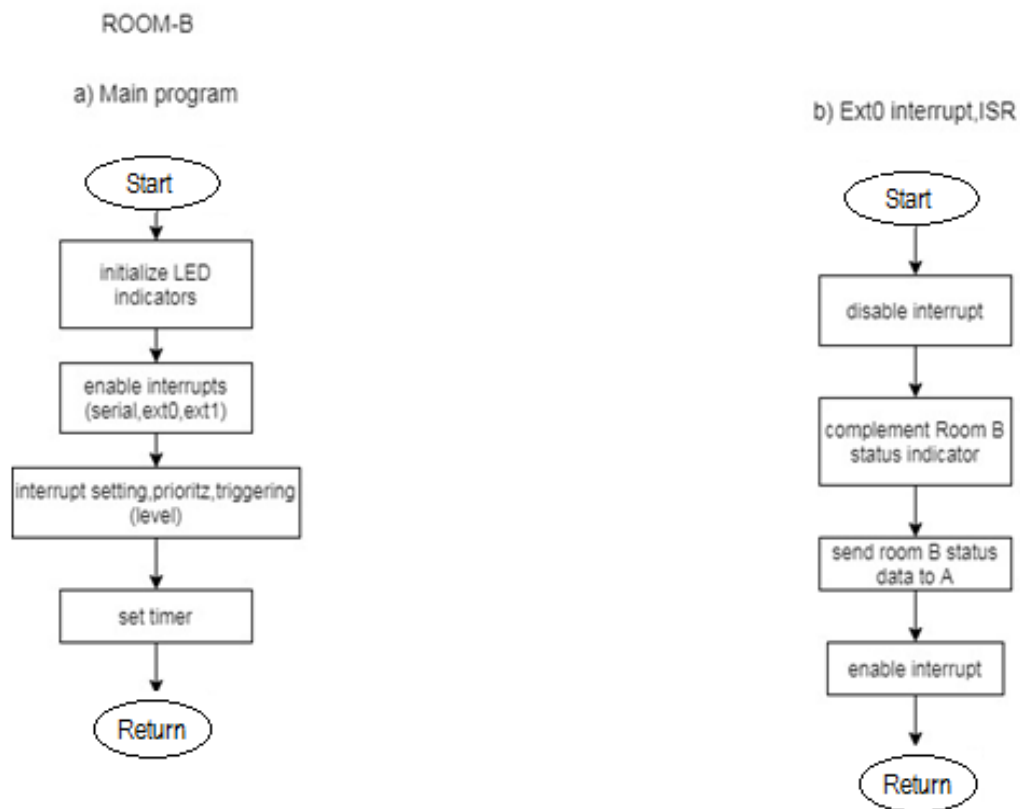 ROOM-B
a) Main program
Start
initialize LED
indicators
enable interrupts
(serial,ext0,ext1)
interrupt setting,prioritz,triggering
(level)
set timer
Return
b) Ext0 interrupt,ISR
Start
disable interrupt
complement Room B
status indicator
send room B status
data to A
enable interrupt
Return